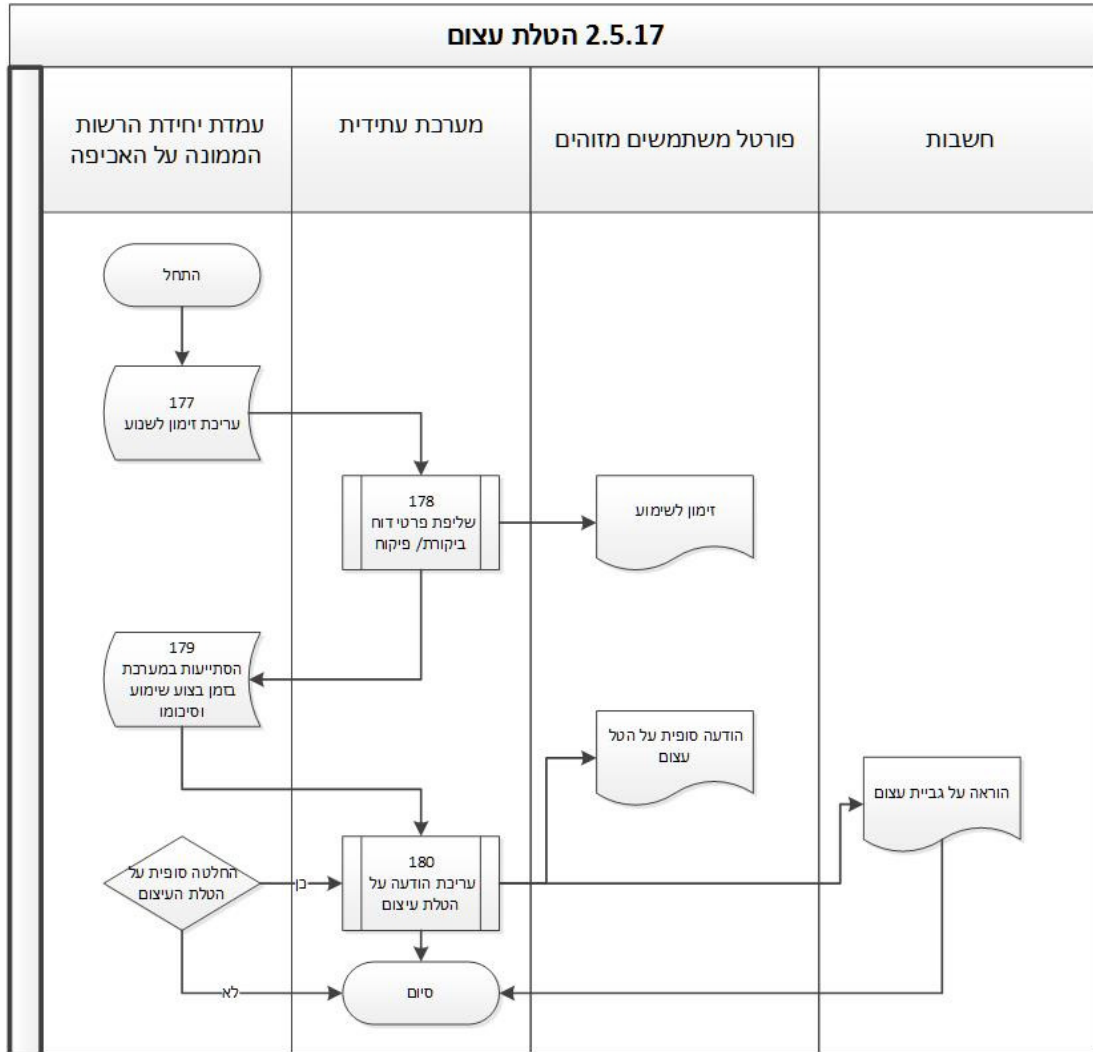 2.5.17 הטלת עצום
עמדת יחידת הרשות
הממונה על האכיפה
מערכת עתידית
פורטל משתמשים מזוהים
חשבות
התחל
177
עריכת זימון לשנוע
178
שליפת פרטי דוח
ביקורת/ פיקוח
זימון לשימוע
179
הסתייעות במערכת
בזמן בצוע שימוע
וסיכומו
הודעה סופית על הטל
עצום
הוראה על גביית עצום
החלטה סופית על
הטלת העיצום
כן
180
עריכת הודעה על
הטלת עיצום
לא
סיום